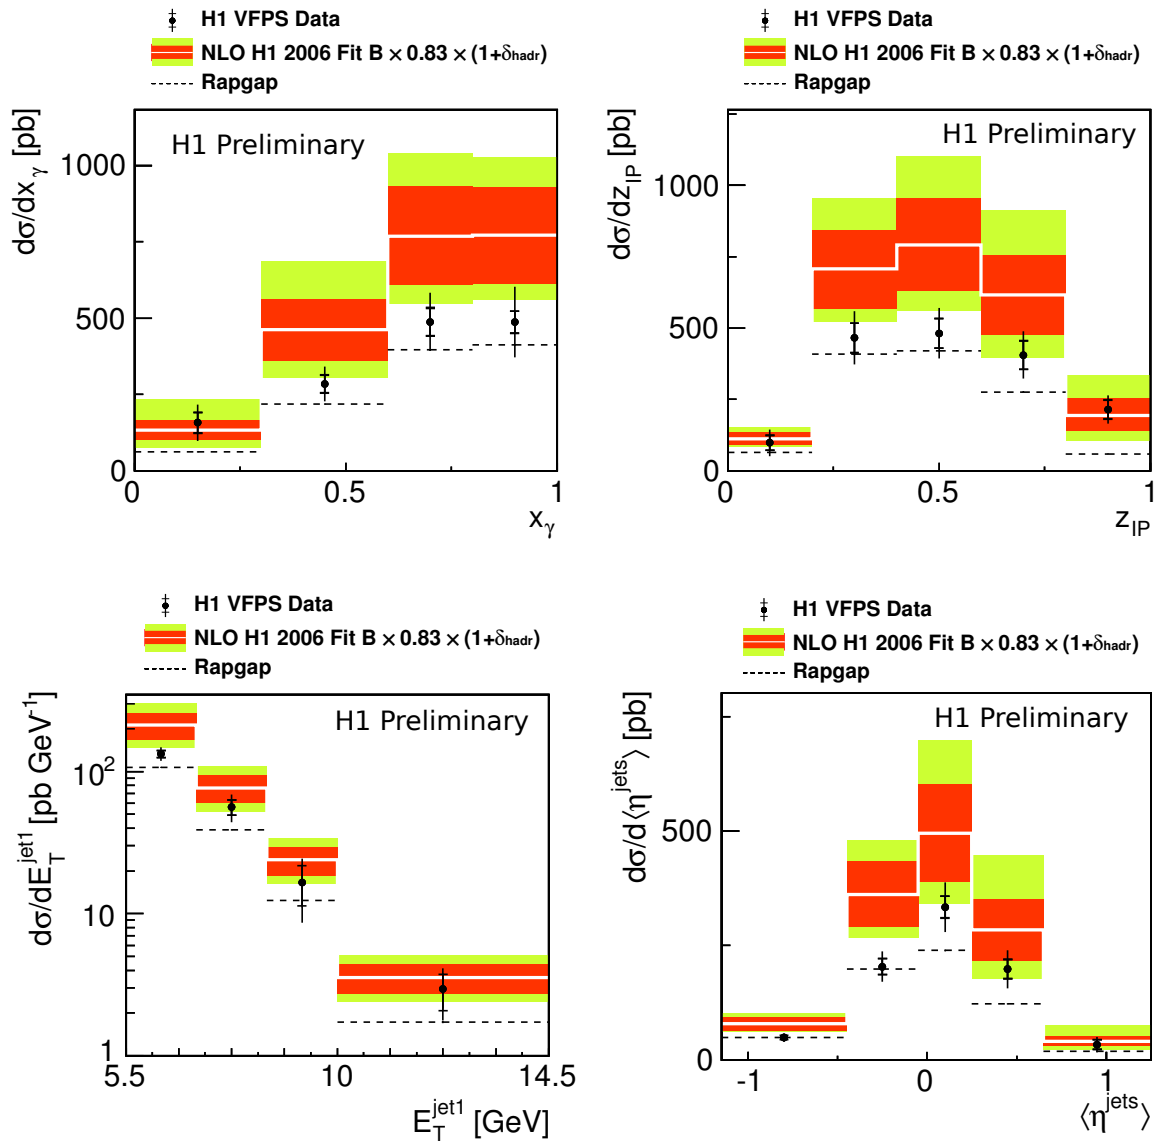 H1 VFPS Data
NLO H1 2006 Fit B × 0.83 × (1+δhadr)
Rapgap
dσ/dxγ [pb]
H1 Preliminary
1000
500
0
0 0.5 1
xγ
H1 VFPS Data
NLO H1 2006 Fit B × 0.83 × (1+δhadr)
Rapgap
dσ/dzIP [pb]
H1 Preliminary
1000
500
0
0 0.5 1
zIP
H1 VFPS Data
NLO H1 2006 Fit B × 0.83 × (1+δhadr)
Rapgap
dσ/dE_T^jet1 [pb GeV^-1]
H1 Preliminary
10^2
10
1
5.5 10 14.5
E_T^jet1 [GeV]
H1 VFPS Data
NLO H1 2006 Fit B × 0.83 × (1+δhadr)
Rapgap
dσ/d⟨η^jets⟩ [pb]
H1 Preliminary
500
0
-1 0 1
⟨η^jets⟩